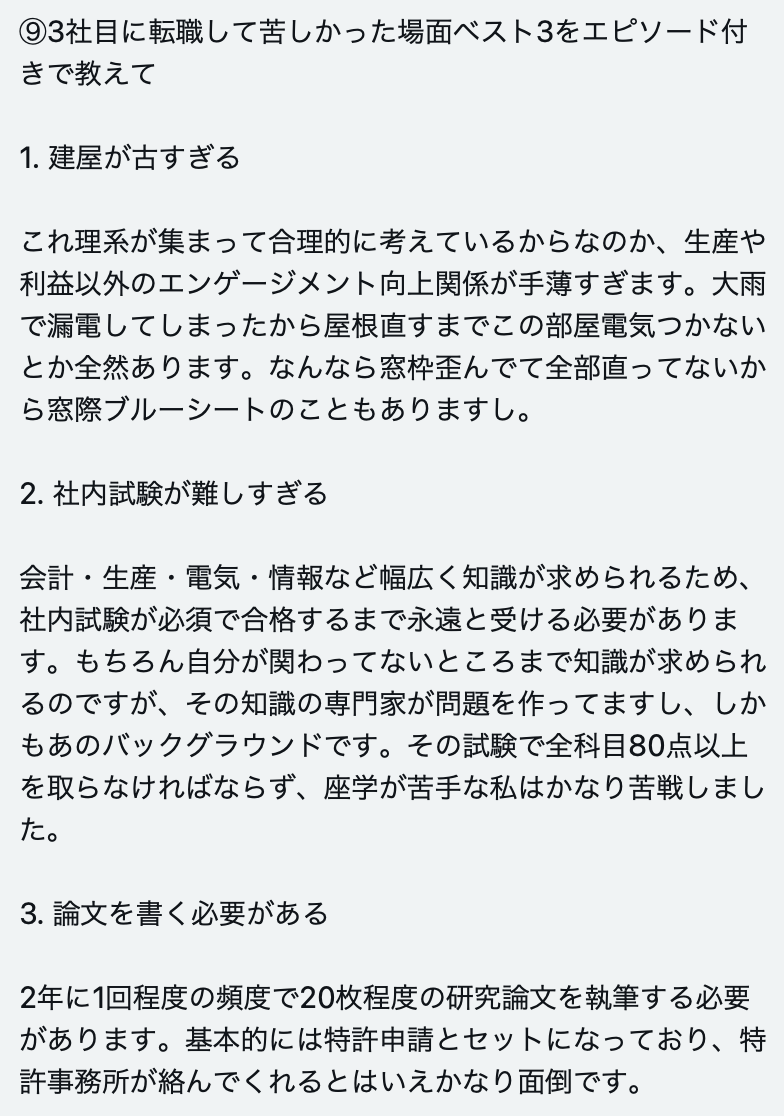 ⑨3社目に転職して苦しかった場面ベスト3をエピソード付
きで教えて
1. 建屋が古すぎる
これ理系が集まって合理的に考えているからなのか、生産や
利益以外のエンゲージメント向上関係が手薄すぎます。大雨
で漏電してしまったから屋根直すまでこの部屋電気つかない
とか全然あります。なんなら窓枠歪んでて全部直ってないか
ら窓際ブルーシートのこともありますし。
2. 社内試験が難しすぎる
会計・生産・電気・情報など幅広く知識が求められるため、
社内試験が必須で合格するまで永遠と受ける必要がありま
す。もちろん自分が関わってないところまで知識が求められ
るのですが、その知識の専門家が問題を作ってますし、しか
もあのバックグラウンドです。その試験で全科目80点以上
を取らなければならず、座学が苦手な私はかなり苦戦しまし
た。
3. 論文を書く必要がある
2年に1回程度の頻度で20枚程度の研究論文を執筆する必要
があります。基本的には特許申請とセットになっており、特
許事務所が絡んでくれるとはいえかなり面倒です。